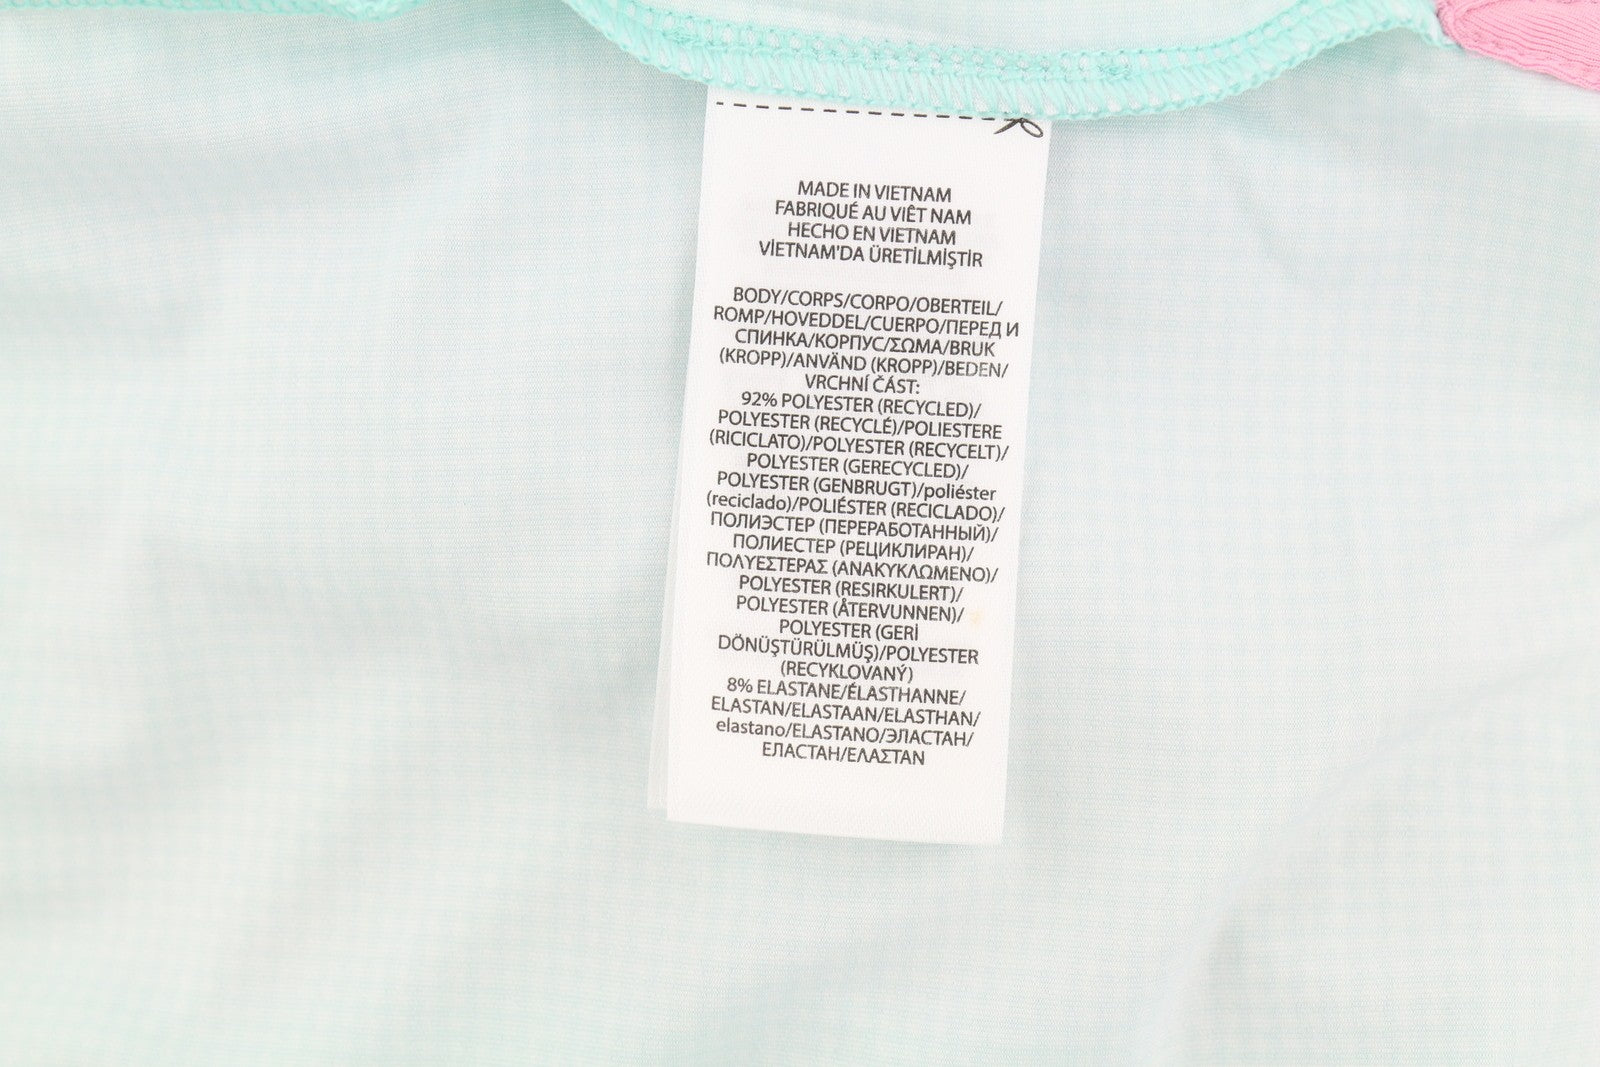 MADE IN VIETNAM
FABRIQUÉ AU VIÊT NAM
HECHO EN VIETNAM
VİETNAM'DA ÜRETİLMİŞTİR
BODY/CORPS/CORPO/OBERTEIL/
ROMP/HOVEDDEL/CUERPO/ПЕРЕД И
СПИНКА/КОРПУС/ΣΩΜΑ/BRUK
(KROPP)/ANVÄND (KROPP)/BEDEN/
VRCHNÍ ČÁST:
92% POLYESTER (RECYCLED)/
POLYESTER (RECYCLÉ)/POLIESTERE
(RICICLATO)/POLYESTER (RECYCELT)/
POLYESTER (GERECYCLED)/
POLYESTER (GENBRUGT)/poliéster
(reciclado)/POLIÉSTER (RECICLADO)/
ПОЛИЭСТЕР (ПЕРЕРАБОТАННЫЙ)/
ПОЛИЕСТЕР (РЕЦИКЛИРАН)/
ΠΟΛΥΕΣΤΕΡΑΣ (ΑΝΑΚΥΚΛΩΜΕΝΟ)/
POLYESTER (RESIRKULERT)/
POLYESTER (ÅTERVUNNEN)/
POLYESTER (GERİ
DÖNÜŞTÜRÜLMÜŞ)/POLYESTER
(RECYKLOVANÝ)
8% ELASTANE/ÉLASTHANNE/
ELASTAN/ELASTAAN/ELASTHAN/
elastano/ELASTANO/ЭЛАСТАН/
ЕЛАСТАН/ΕΛΑΣΤΑΝ